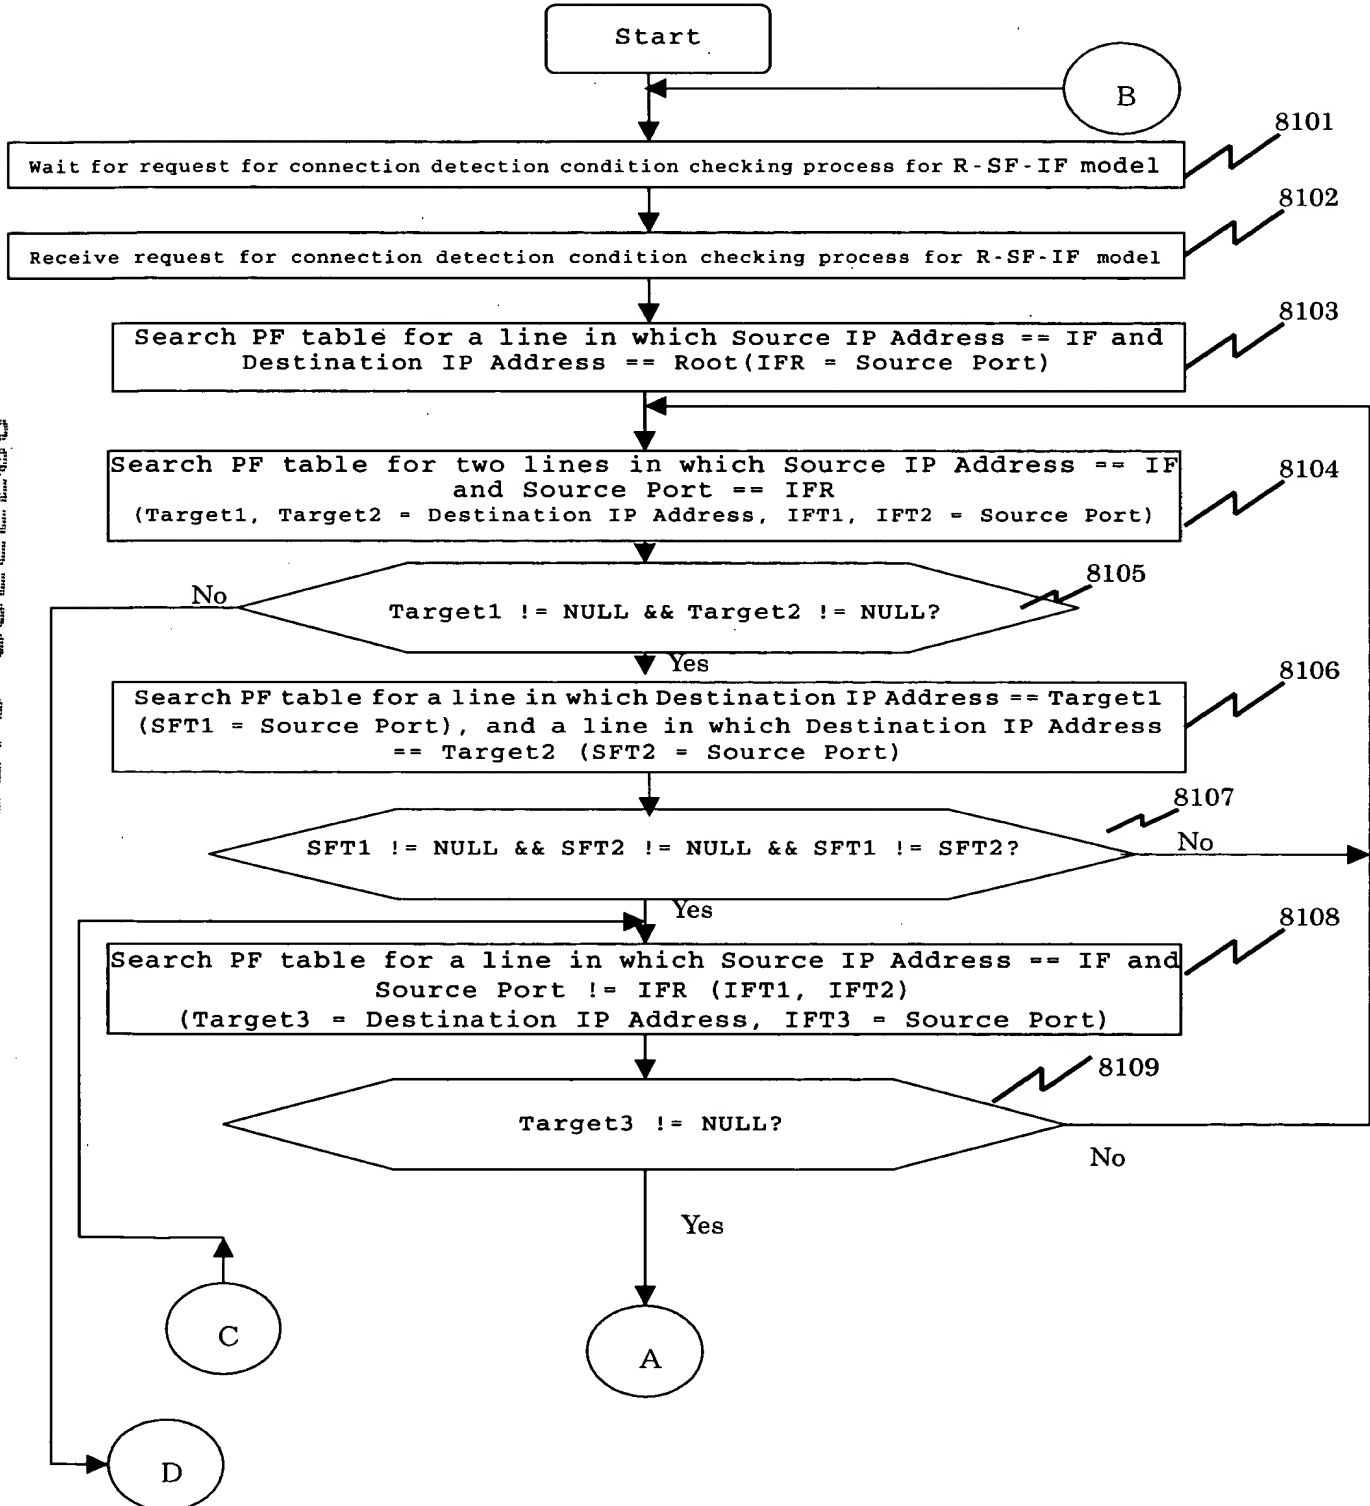 Start
B
8101
Wait for request for connection detection condition checking process for R-SF-IF model
8102
Receive request for connection detection condition checking process for R-SF-IF model
8103
Search PF table for a line in which Source IP Address == IF and
Destination IP Address == Root(IFR = Source Port)
8104
Search PF table for two lines in which Source IP Address == IF
and Source Port == IFR
(Target1, Target2 = Destination IP Address, IFT1, IFT2 = Source Port)
8105
No
Target1 != NULL && Target2 != NULL?
Yes
8106
Search PF table for a line in which Destination IP Address == Target1
(SFT1 = Source Port), and a line in which Destination IP Address
== Target2 (SFT2 = Source Port)
8107
SFT1 != NULL && SFT2 != NULL && SFT1 != SFT2?
No
Yes
8108
Search PF table for a line in which Source IP Address == IF and
Source Port != IFR (IFT1, IFT2)
(Target3 = Destination IP Address, IFT3 = Source Port)
8109
Target3 != NULL?
No
Yes
C
A
D